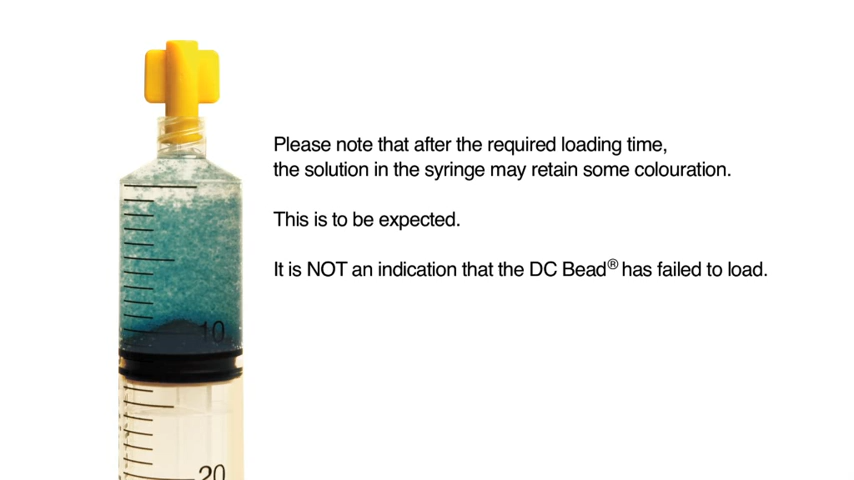 Please note that after the required loading time,
the solution in the syringe may retain some colouration.
This is to be expected.
It is NOT an indication that the DC Bead® has failed to load.
10
20